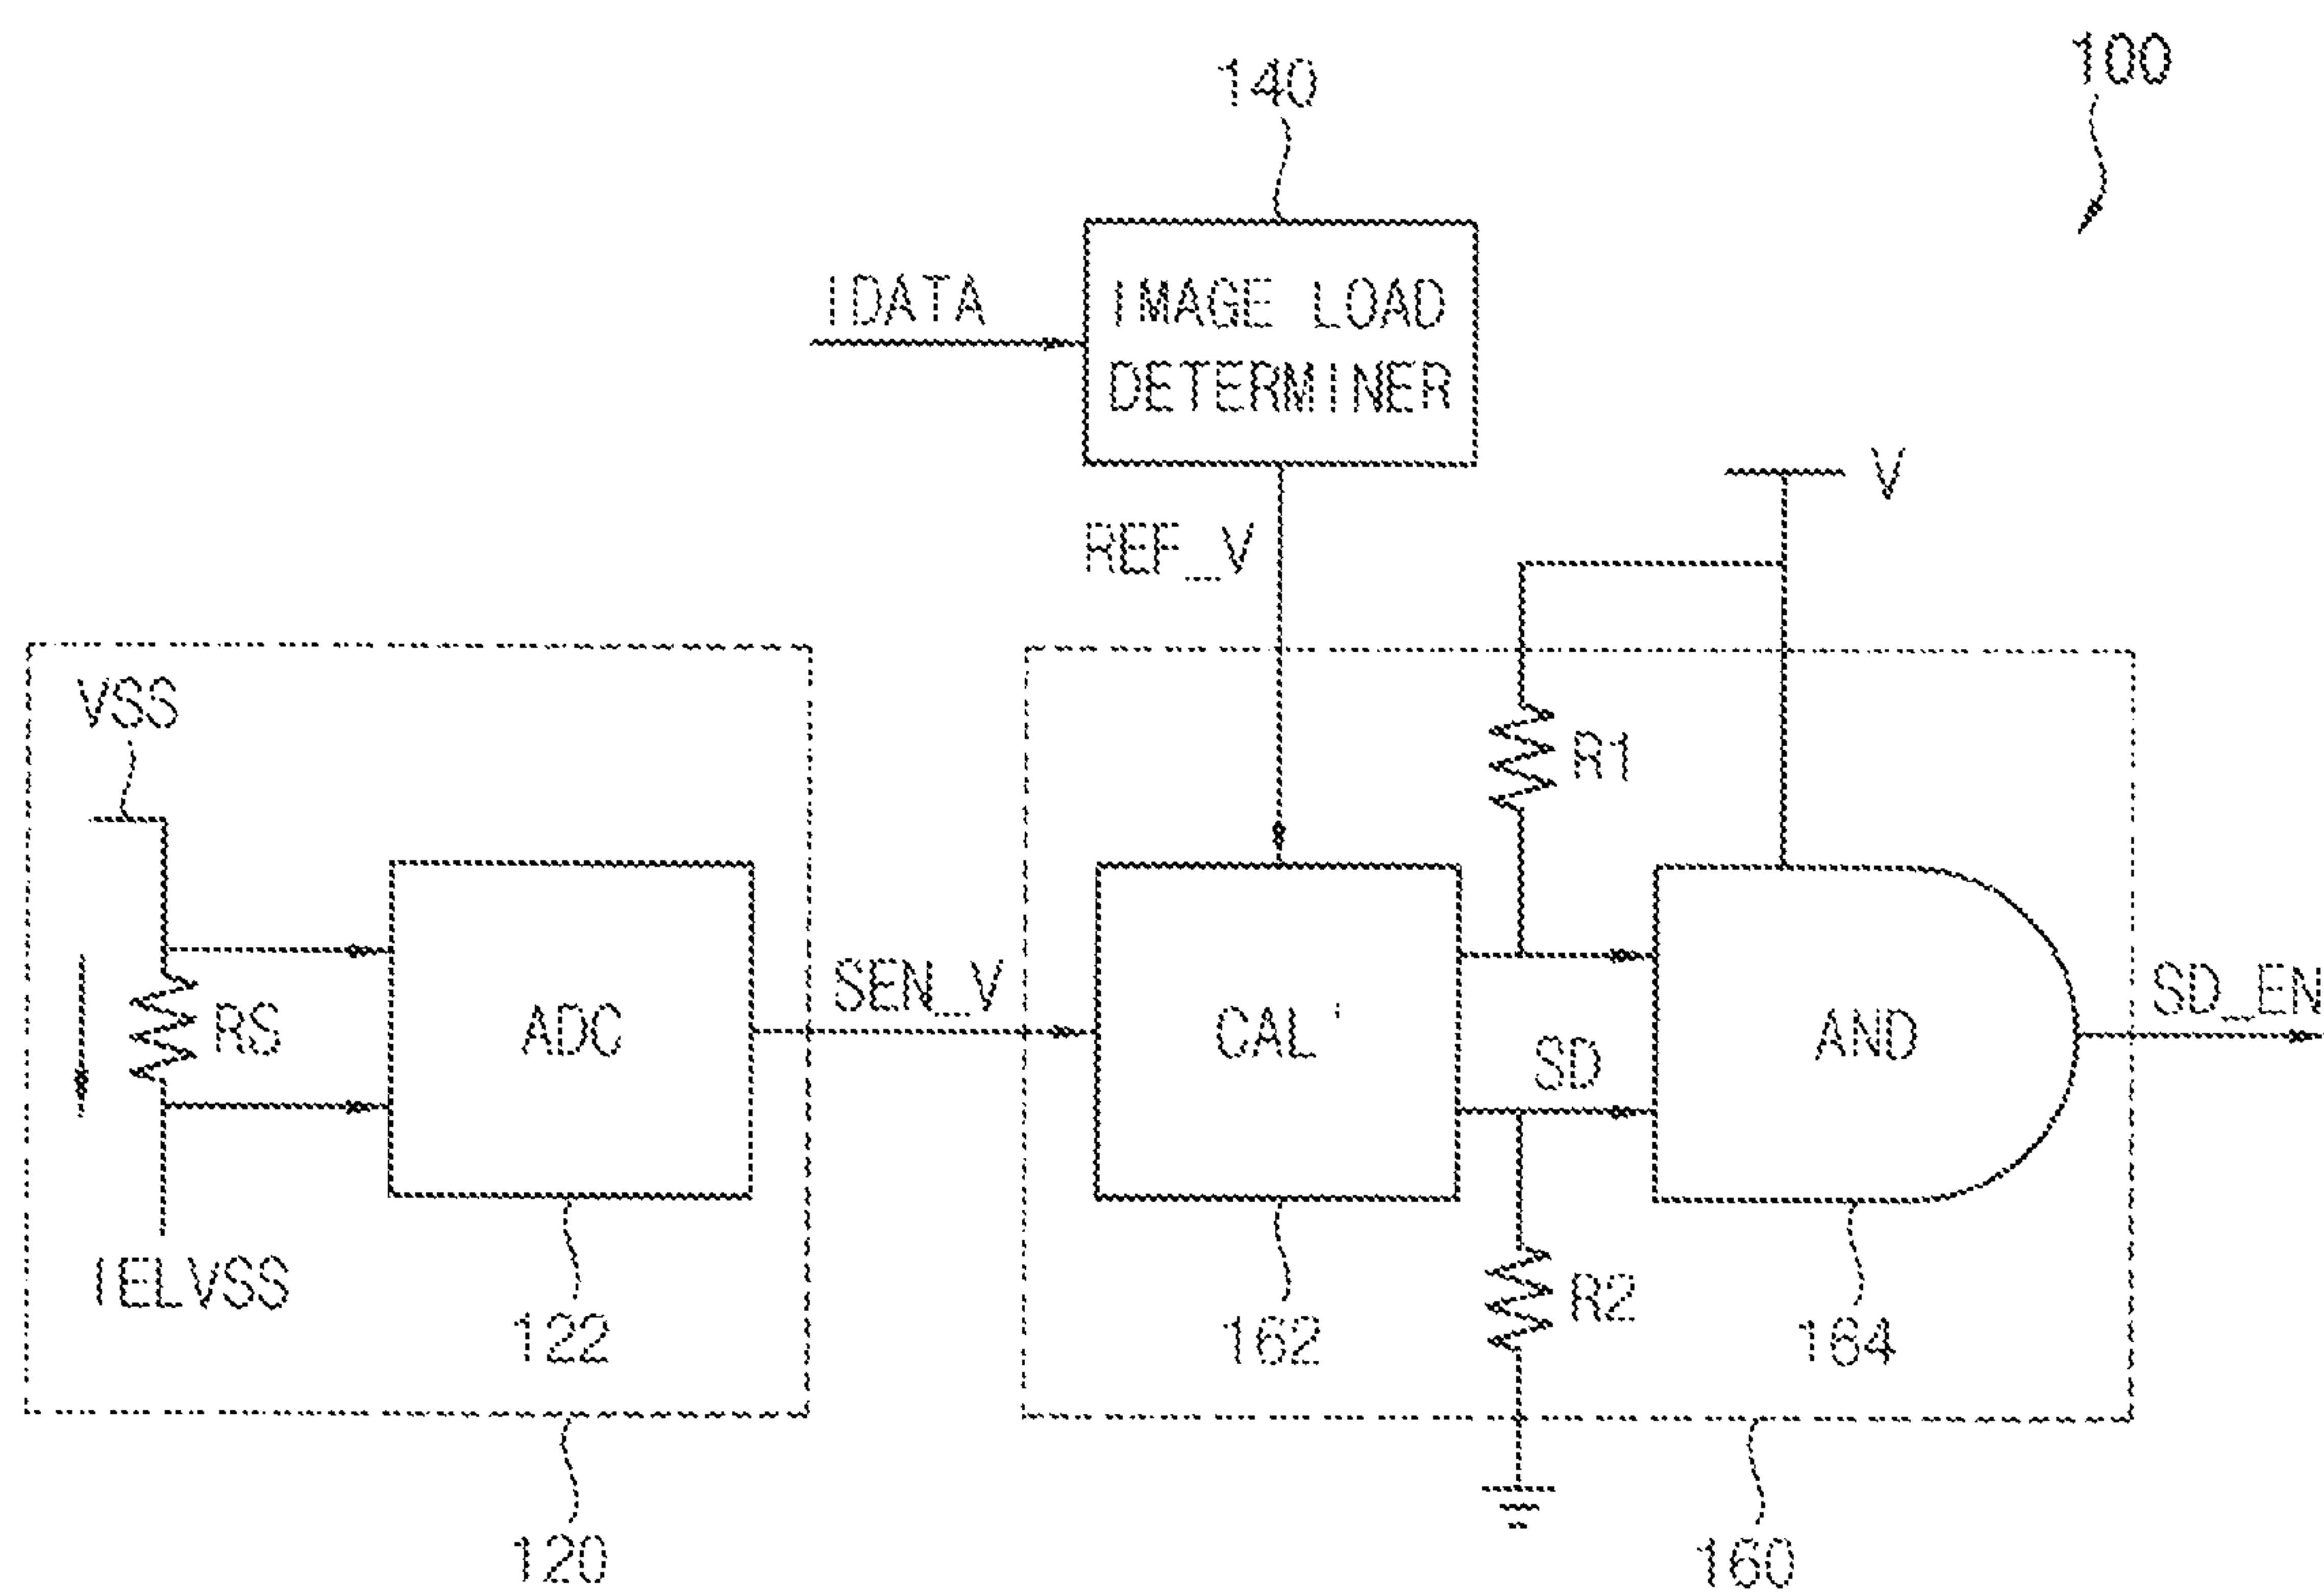 100
140
IDATA
IMAGE LOAD
DETERMINER
V
REF_V
VSS
R1
RS
ADC
SEN_V
CAL'
SD
AND
SD_EN
IELVSS
R2
122
162
164
120
160